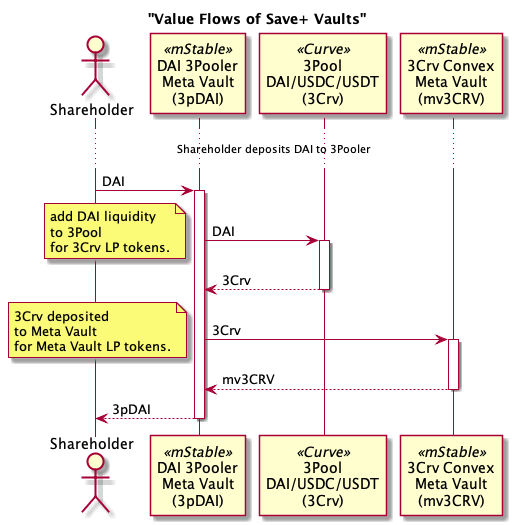 "Value Flows of Save+ Vaults"
Shareholder
«mStable»
DAI 3Pooler
Meta Vault
(3pDAI)
«Curve»
3Pool
DAI/USDC/USDT
(3Crv)
«mStable»
3Crv Convex
Meta Vault
(mv3CRV)
Shareholder deposits DAI to 3Pooler
DAI
add DAI liquidity
to 3Pool
for 3Crv LP tokens.
DAI
3Crv
3Crv deposited
to Meta Vault
for Meta Vault LP tokens.
3Crv
mv3CRV
3pDAI
Shareholder
«mStable»
DAI 3Pooler
Meta Vault
(3pDAI)
«Curve»
3Pool
DAI/USDC/USDT
(3Crv)
«mStable»
3Crv Convex
Meta Vault
(mv3CRV)